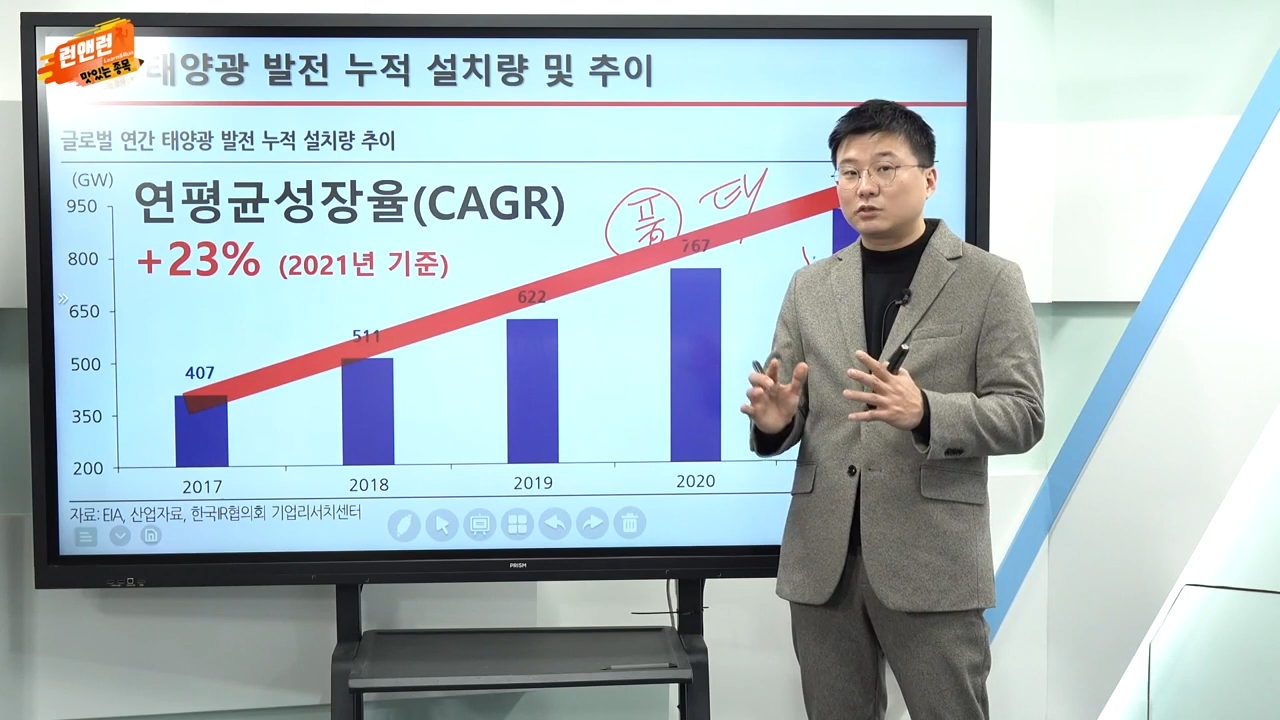 런앤런
Learn&Run
맛있는 종목
태양광 발전 누적 설치량 및 추이
글로벌 연간 태양광 발전 누적 설치량 추이
(GW)
연평균성장율(CAGR)
+23% (2021년 기준)
풍 태
950
800
650
500
350
200
407
511
622
767
2017
2018
2019
2020
자료: EIA, 산업자료, 한국IR협의회 기업리서치센터
PRISM